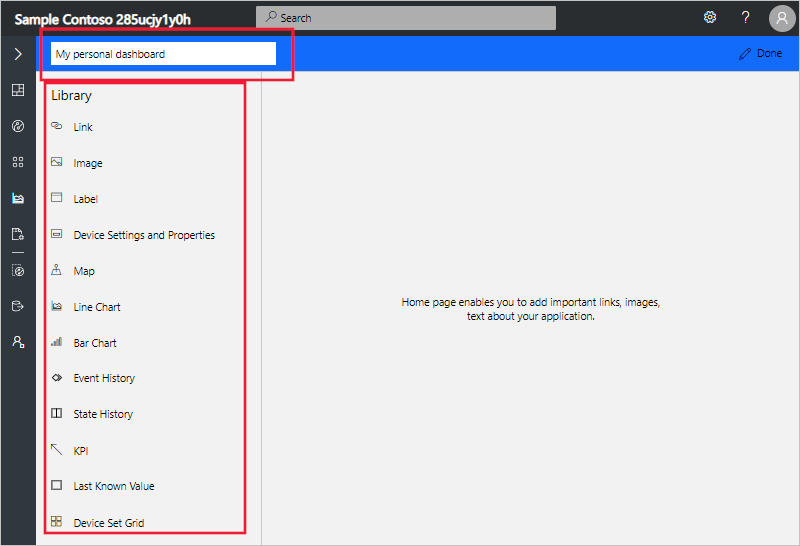 Sample Contoso 285ucjy1y0h
Search
?
My personal dashboard
Done
Library
Link
Image
Label
Device Settings and Properties
Map
Line Chart
Bar Chart
Event History
State History
KPI
Last Known Value
Device Set Grid
Home page enables you to add important links, images,
text about your application.